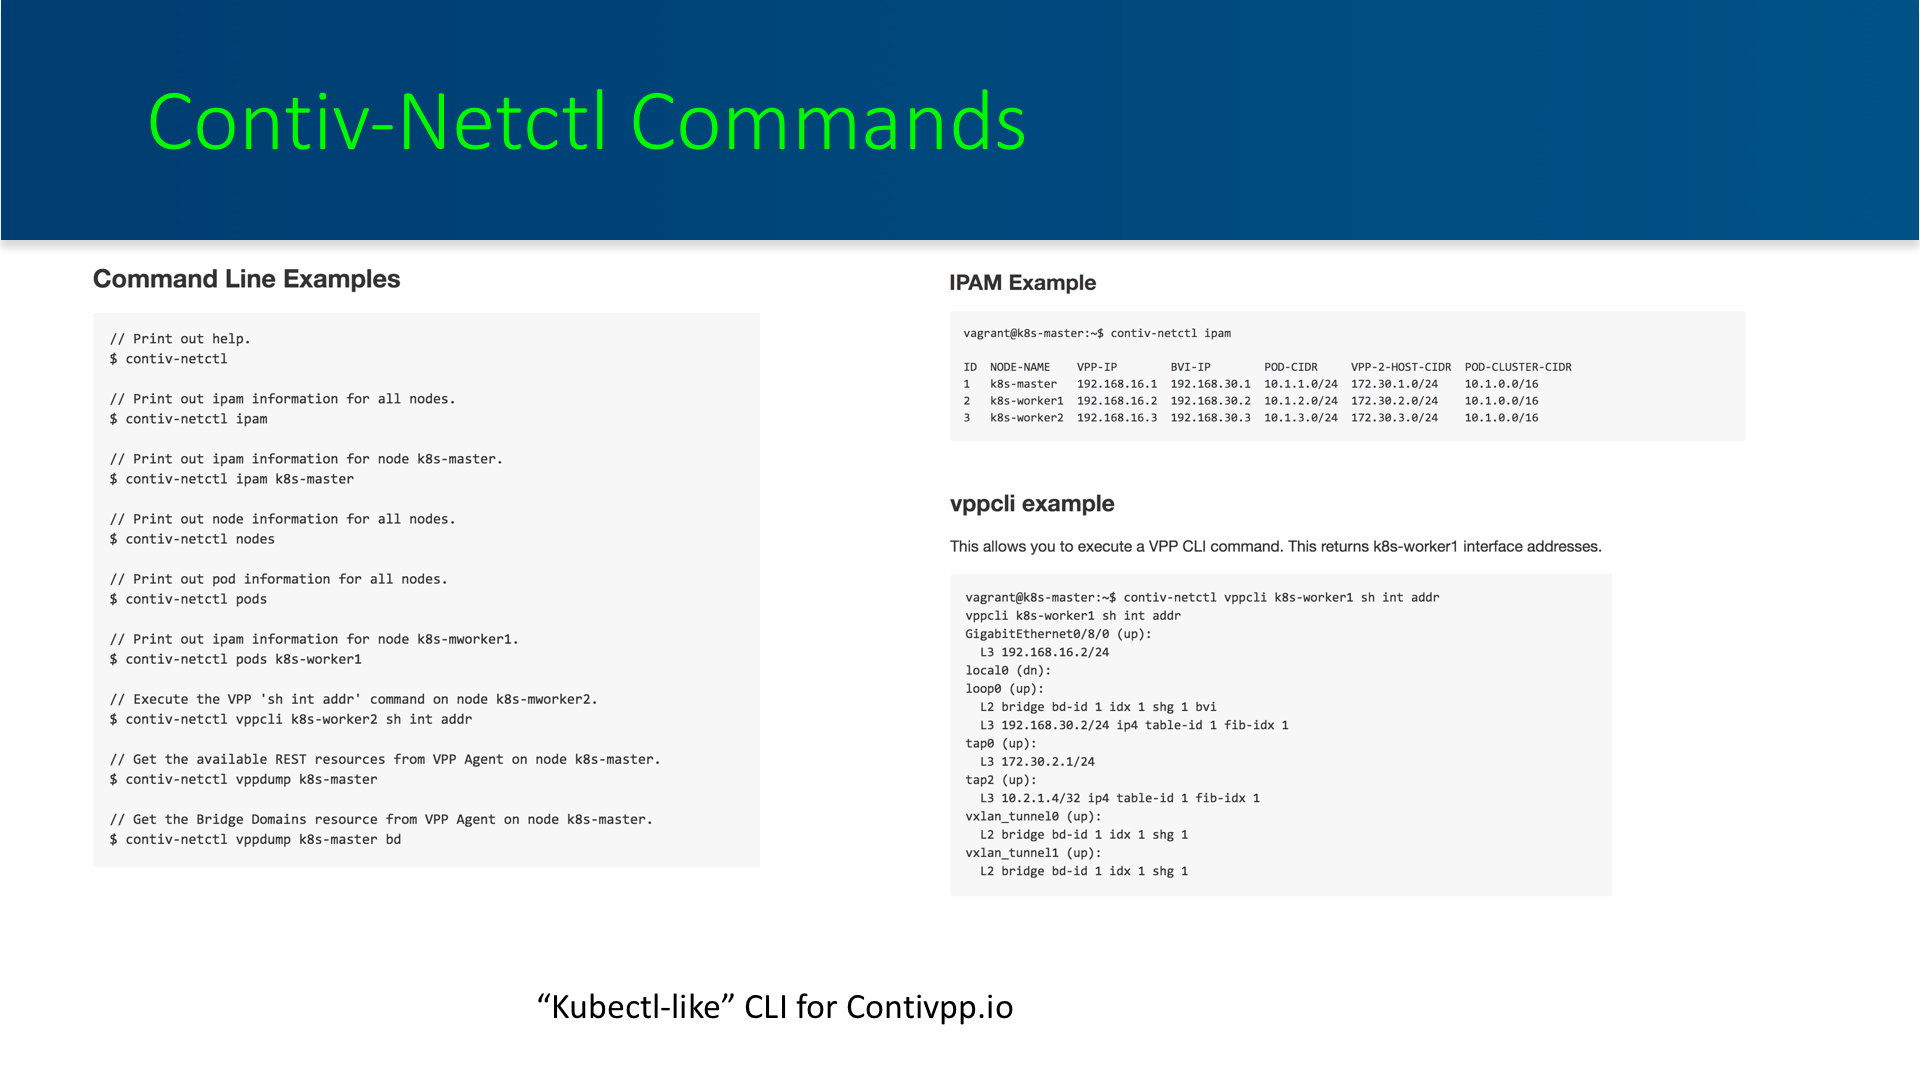 Contiv-Netctl Commands
Command Line Examples
// Print out help.
$ contiv-netctl
// Print out ipam information for all nodes.
$ contiv-netctl ipam
// Print out ipam information for node k8s-master.
$ contiv-netctl ipam k8s-master
// Print out node information for all nodes.
$ contiv-netctl nodes
// Print out pod information for all nodes.
$ contiv-netctl pods
// Print out ipam information for node k8s-mworker1.
$ contiv-netctl pods k8s-worker1
// Execute the VPP 'sh int addr' command on node k8s-mworker2.
$ contiv-netctl vppcli k8s-worker2 sh int addr
// Get the available REST resources from VPP Agent on node k8s-master.
$ contiv-netctl vppdump k8s-master
// Get the Bridge Domains resource from VPP Agent on node k8s-master.
$ contiv-netctl vppdump k8s-master bd
IPAM Example
vagrant@k8s-master:~$ contiv-netctl ipam
ID NODE-NAME VPP-IP BVI-IP POD-CIDR VPP-2-HOST-CIDR POD-CLUSTER-CIDR
1 k8s-master 192.168.16.1 192.168.30.1 10.1.1.0/24 172.30.1.0/24 10.1.0.0/16
2 k8s-worker1 192.168.16.2 192.168.30.2 10.1.2.0/24 172.30.2.0/24 10.1.0.0/16
3 k8s-worker2 192.168.16.3 192.168.30.3 10.1.3.0/24 172.30.3.0/24 10.1.0.0/16
vppcli example
This allows you to execute a VPP CLI command. This returns k8s-worker1 interface addresses.
vagrant@k8s-master:~$ contiv-netctl vppcli k8s-worker1 sh int addr
vppcli k8s-worker1 sh int addr
GigabitEthernet0/8/0 (up):
L3 192.168.16.2/24
local0 (dn):
loop0 (up):
L2 bridge bd-id 1 idx 1 shg 1 bvi
L3 192.168.30.2/24 ip4 table-id 1 fib-idx 1
tap0 (up):
L3 172.30.2.1/24
tap2 (up):
L3 10.2.1.4/32 ip4 table-id 1 fib-idx 1
vxlan_tunnel0 (up):
L2 bridge bd-id 1 idx 1 shg 1
vxlan_tunnel1 (up):
L2 bridge bd-id 1 idx 1 shg 1
“Kubectl-like” CLI for Contivpp.io